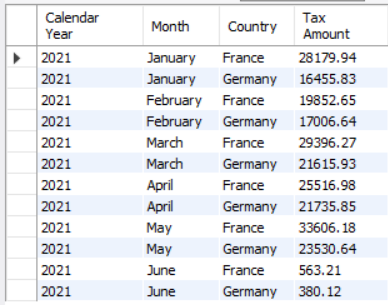 Calendar Year Month Country Tax Amount
2021 January France 28179.94
2021 January Germany 16455.83
2021 February France 19852.65
2021 February Germany 17006.64
2021 March France 29396.27
2021 March Germany 21615.93
2021 April France 25516.98
2021 April Germany 21735.85
2021 May France 33606.18
2021 May Germany 23530.64
2021 June France 563.21
2021 June Germany 380.12